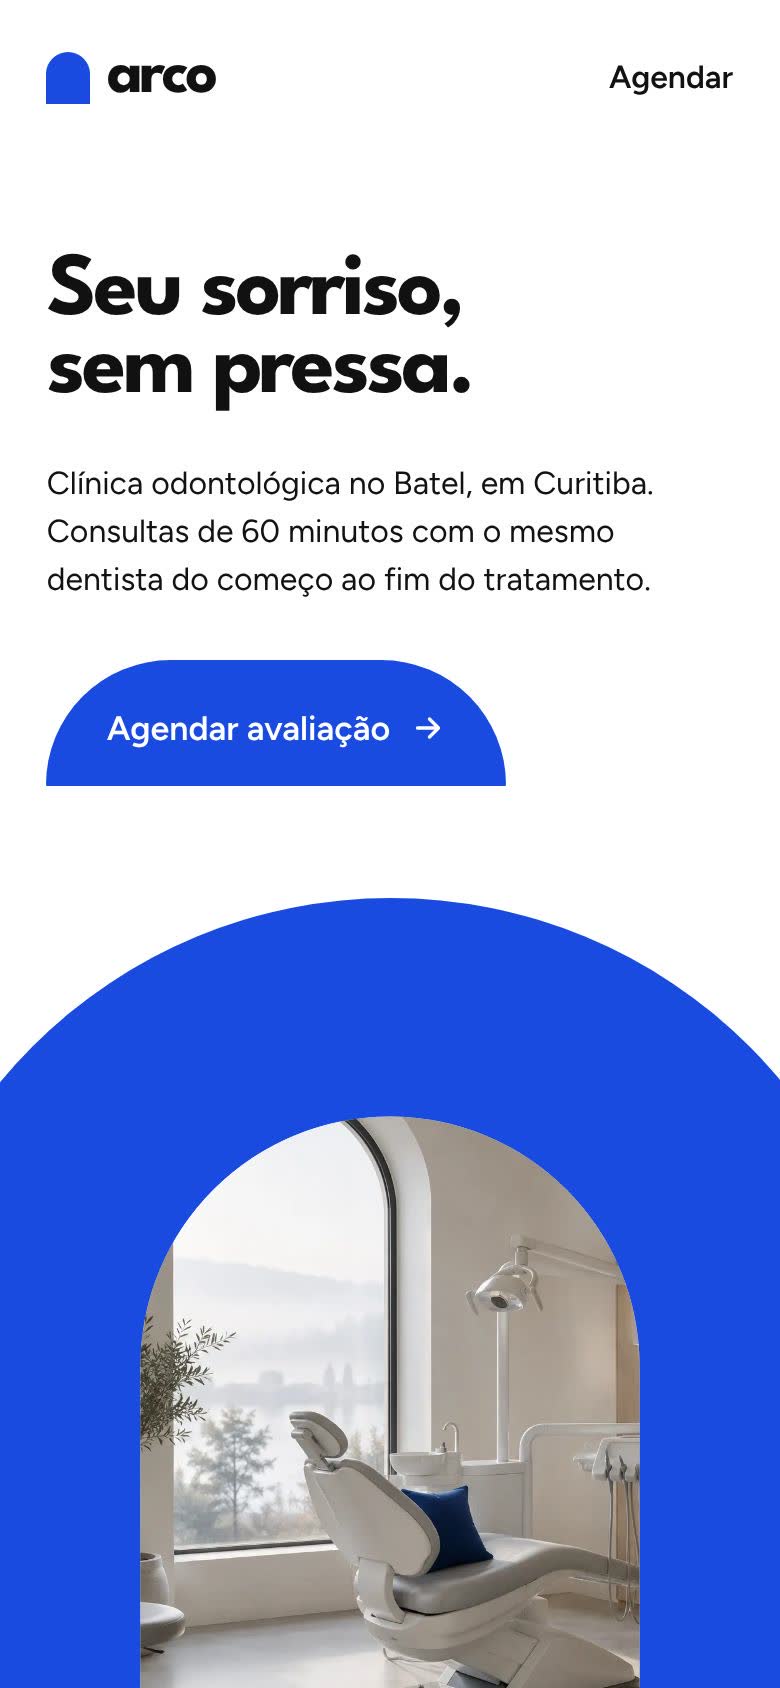 arco
Agendar
Seu sorriso,
sem pressa.
Clínica odontológica no Batel, em Curitiba.
Consultas de 60 minutos com o mesmo
dentista do começo ao fim do tratamento.
Agendar avaliação →